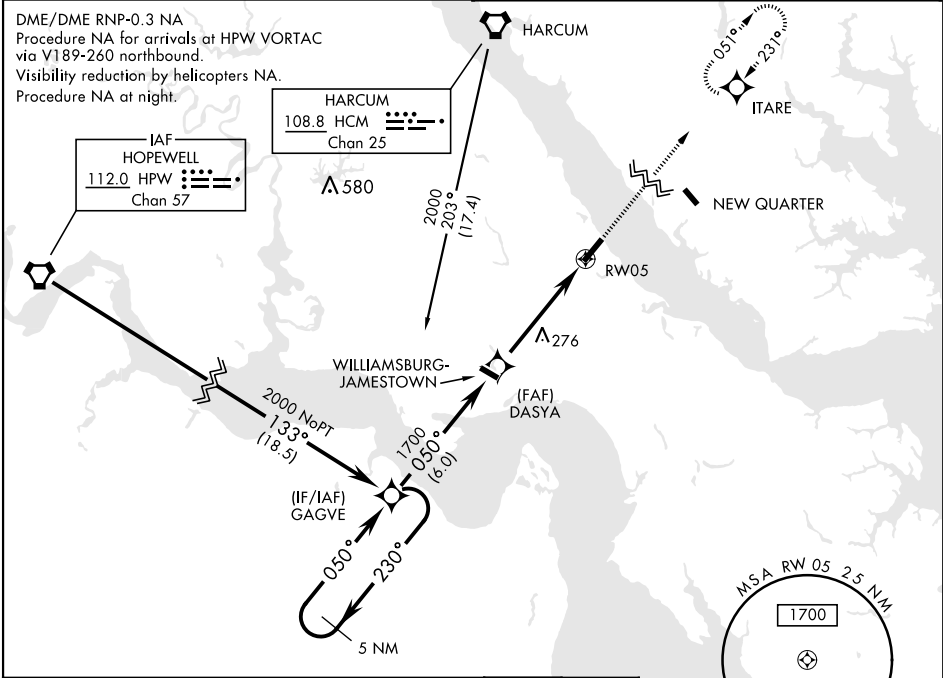 DME/DME RNP-0.3 NA
Procedure NA for arrivals at HPW VORTAC
via V189-260 northbound.
Visibility reduction by helicopters NA.
Procedure NA at night.
HARCUM
051°
231°
ITARE
HARCUM
108.8 HCM
Chan 25
IAF
HOPEWELL
112.0 HPW
Chan 57
580
2000
203°
(17.4)
NEW QUARTER
RW05
276
WILLIAMSBURG-
JAMESTOWN
(FAF)
DASYA
2000 NoPT
133°
(18.5)
1700
050°
(6.0)
(IF/IAF)
GAGVE
050°
230°
5 NM
MSA RW 05 25 NM
1700